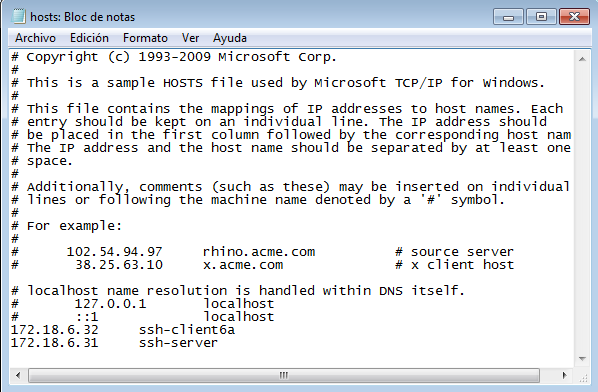 hosts: Bloc de notas
Archivo Edición Formato Ver Ayuda
# Copyright (c) 1993-2009 Microsoft Corp.
#
# This is a sample HOSTS file used by Microsoft TCP/IP for Windows.
#
# This file contains the mappings of IP addresses to host names. Each
# entry should be kept on an individual line. The IP address should
# be placed in the first column followed by the corresponding host nam
# The IP address and the host name should be separated by at least one
# space.
#
# Additionally, comments (such as these) may be inserted on individual
# lines or following the machine name denoted by a '#' symbol.
#
# For example:
#
#      102.54.94.97     rhino.acme.com          # source server
#       38.25.63.10     x.acme.com              # x client host

# localhost name resolution is handled within DNS itself.
#       127.0.0.1       localhost
#       ::1             localhost
172.18.6.32     ssh-client6a
172.18.6.31     ssh-server